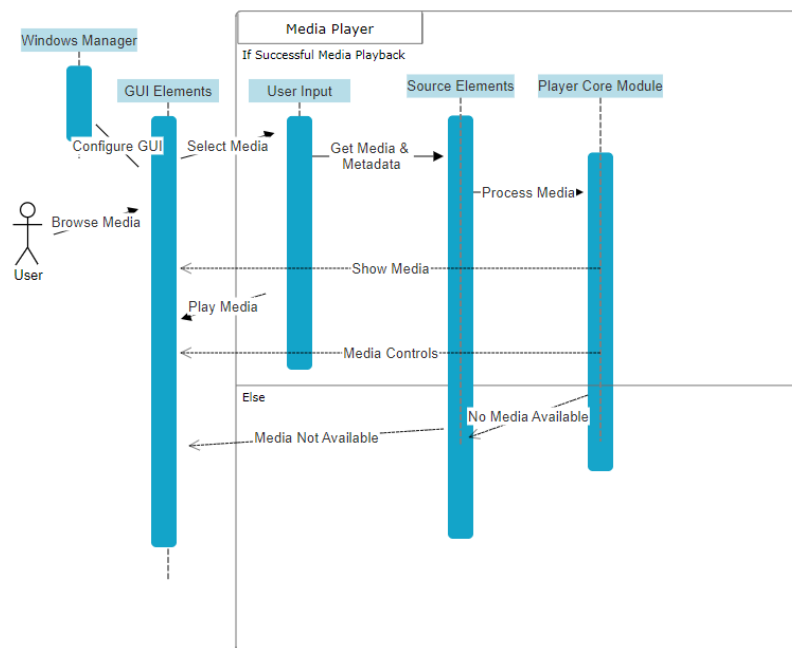 Media Player
Windows Manager
If Successful Media Playback
GUI Elements
User Input
Source Elements
Player Core Module
Configure GUI
Select Media
Get Media &
Metadata
Process Media
Browse Media
User
Show Media
Play Media
Media Controls
Else
No Media Available
Media Not Available